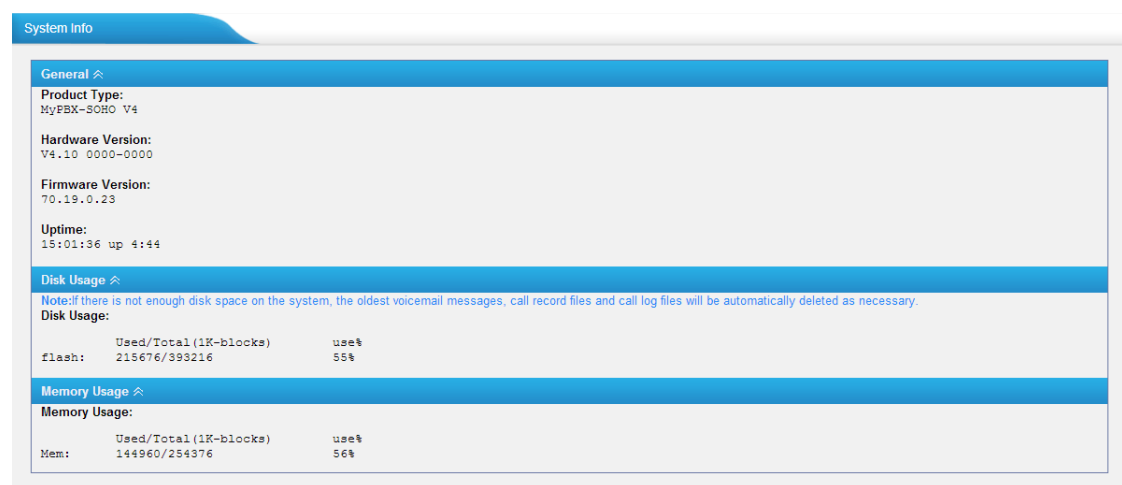 System Info
General
Product Type:
MyPBX-SOHO V4
Hardware Version:
V4.10 0000-0000
Firmware Version:
70.19.0.23
Uptime:
15:01:36 up 4:44
Disk Usage
Note:If there is not enough disk space on the system, the oldest voicemail messages, call record files and call log files will be automatically deleted as necessary.
Disk Usage:
Used/Total(1K-blocks) use%
flash: 215676/393216 55%
Memory Usage
Memory Usage:
Used/Total(1K-blocks) use%
Mem: 144960/254376 56%